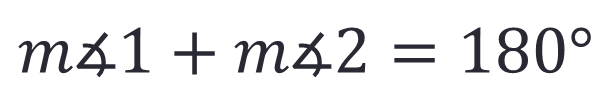 m∡1 + m∡2 = 180°